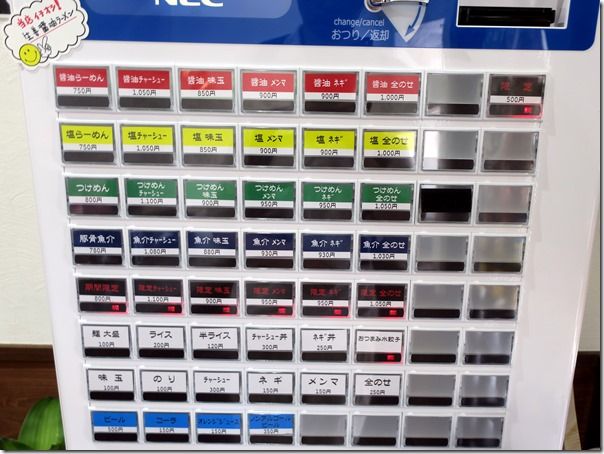 NEC
当店イチオシ!
生姜醤油ラーメン
change/cancel
おつり/返却
醤油らーめん 750円
醤油チャーシュー 1,050円
醤油 味玉 850円
醤油 メンマ 900円
醤油 ネギ 900円
醤油 全のせ 1,000円
限定 500円
塩らーめん 750円
塩チャーシュー 1,050円
塩 味玉 850円
塩 メンマ 900円
塩 ネギ 900円
塩 全のせ 1,000円
つけめん 800円
つけめん チャーシュー 1,100円
つけめん 味玉 900円
つけめん メンマ 950円
つけめん ネギ 950円
つけめん 全のせ 1,050円
豚骨魚介 780円
魚介チャーシュー 1,080円
魚介 味玉 880円
魚介 メンマ 930円
魚介 ネギ 930円
魚介 全のせ 1,030円
期間限定 800円
限定チャーシュー 1,100円
限定 味玉 900円
限定 メンマ 950円
限定 ネギ 950円
限定 全のせ 1,050円
麺 大盛 100円
ライス 200円
半ライス 120円
チャーシュー丼 300円
ネギ丼 250円
おつまみ水餃子
味玉 100円
のり 100円
チャーシュー 300円
ネギ 150円
メンマ 150円
全のせ 250円
ビール 500円
コーラ 150円
オレンジジュース 150円
ノンアルコールビール 350円